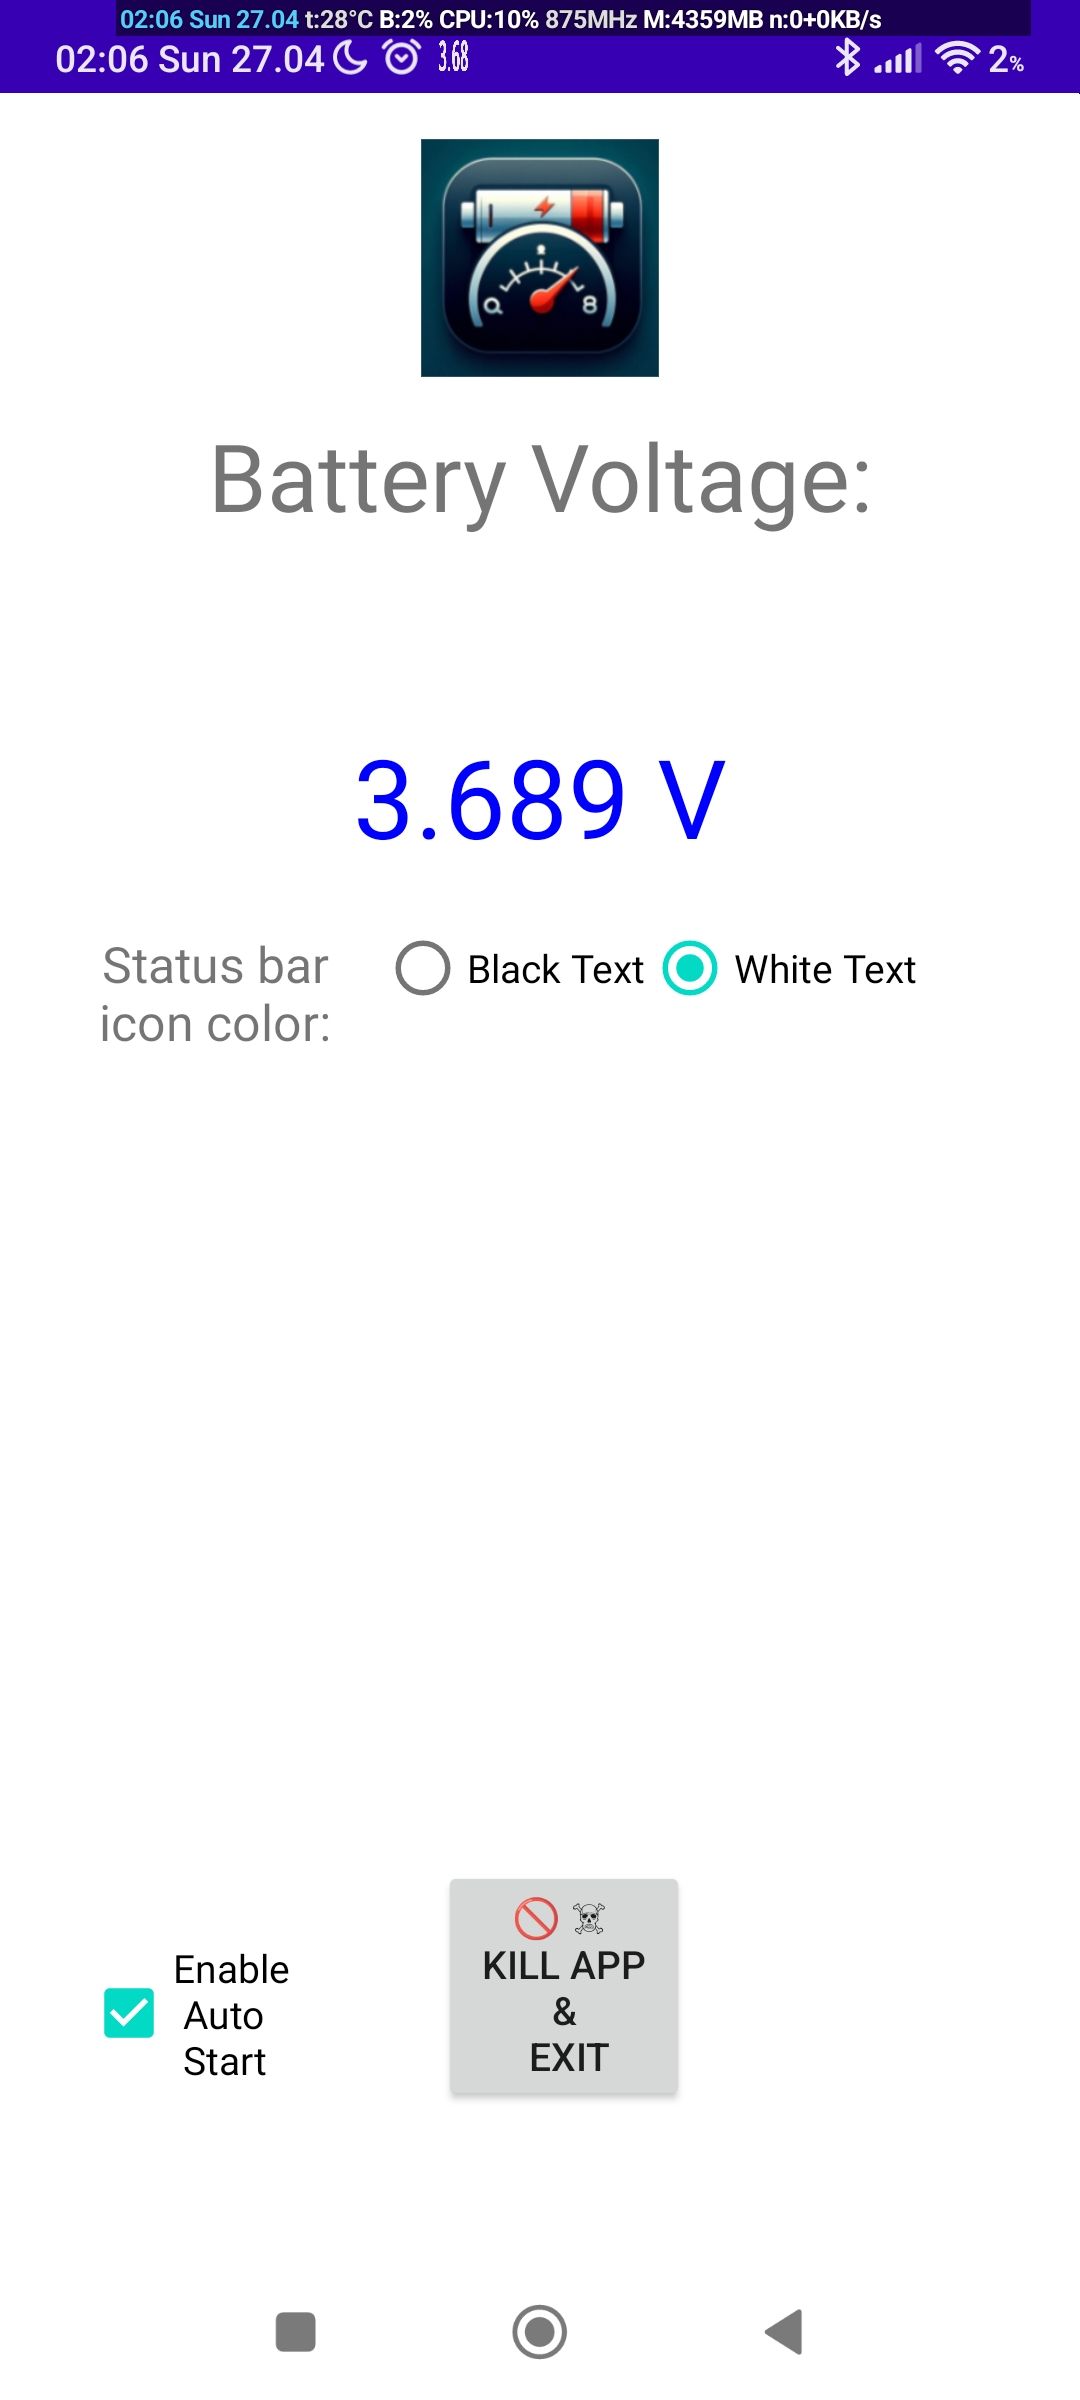 02:06 Sun 27.04 t:28°C B:2% CPU:10% 875MHz M:4359MB n:0+0KB/s
02:06 Sun 27.04 3.68 2%
Battery Voltage:
3.689 V
Status bar
icon color:
Black Text White Text
Enable
Auto
Start
🚫 ☠
KILL APP
&
EXIT